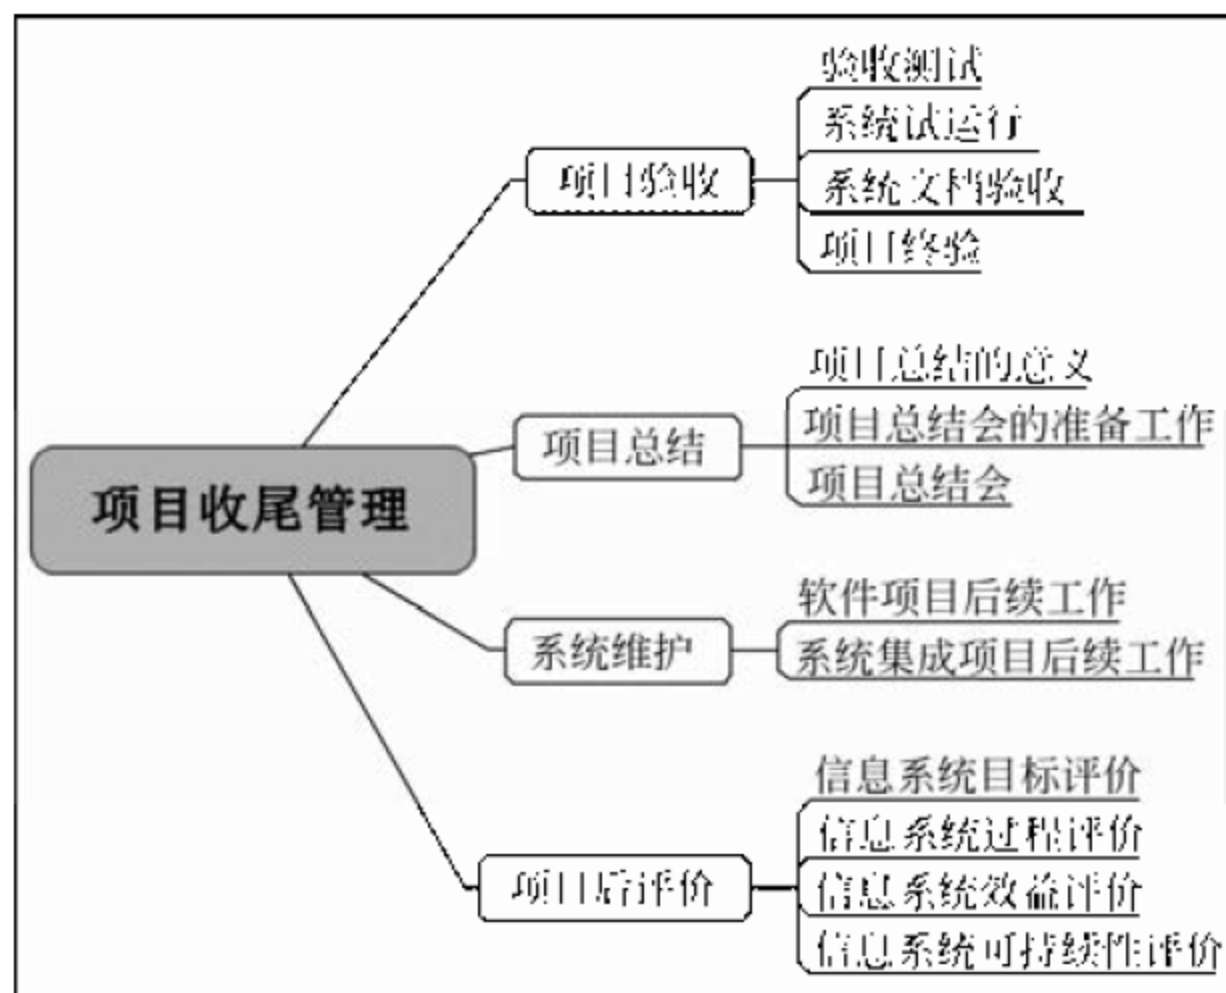 项目收尾管理
项目验收
验收测试
系统试运行
系统文档验收
项目终验
项目总结
项目总结的意义
项目总结会的准备工作
项目总结会
系统维护
软件项目后续工作
系统集成项目后续工作
项目后评价
信息系统目标评价
信息系统过程评价
信息系统效益评价
信息系统可持续性评价